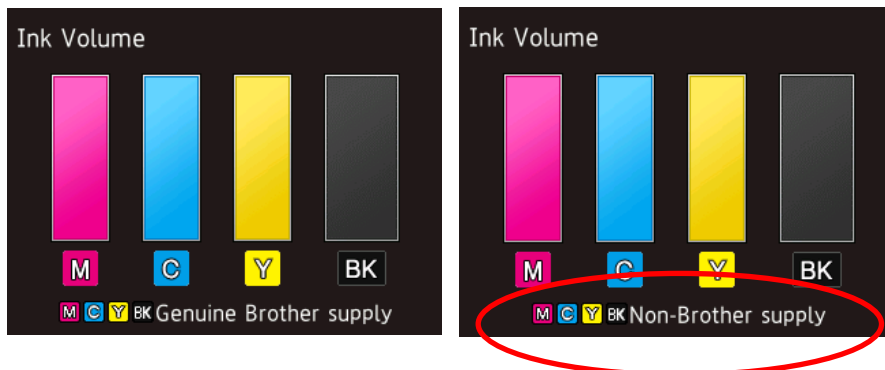 Ink Volume
M C Y BK
M C Y BK Genuine Brother supply
Ink Volume
M C Y BK
M C Y BK Non-Brother supply